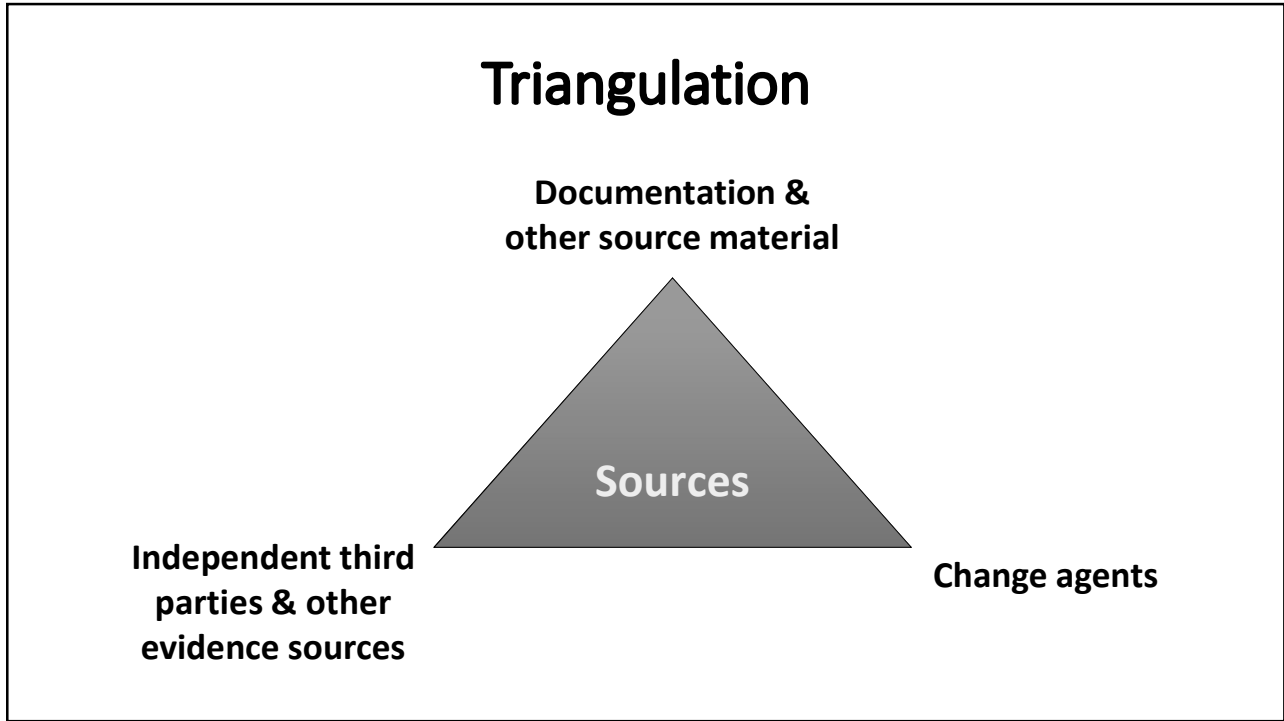 Triangulation
Documentation &
other source material
Sources
Independent third
parties & other
evidence sources
Change agents